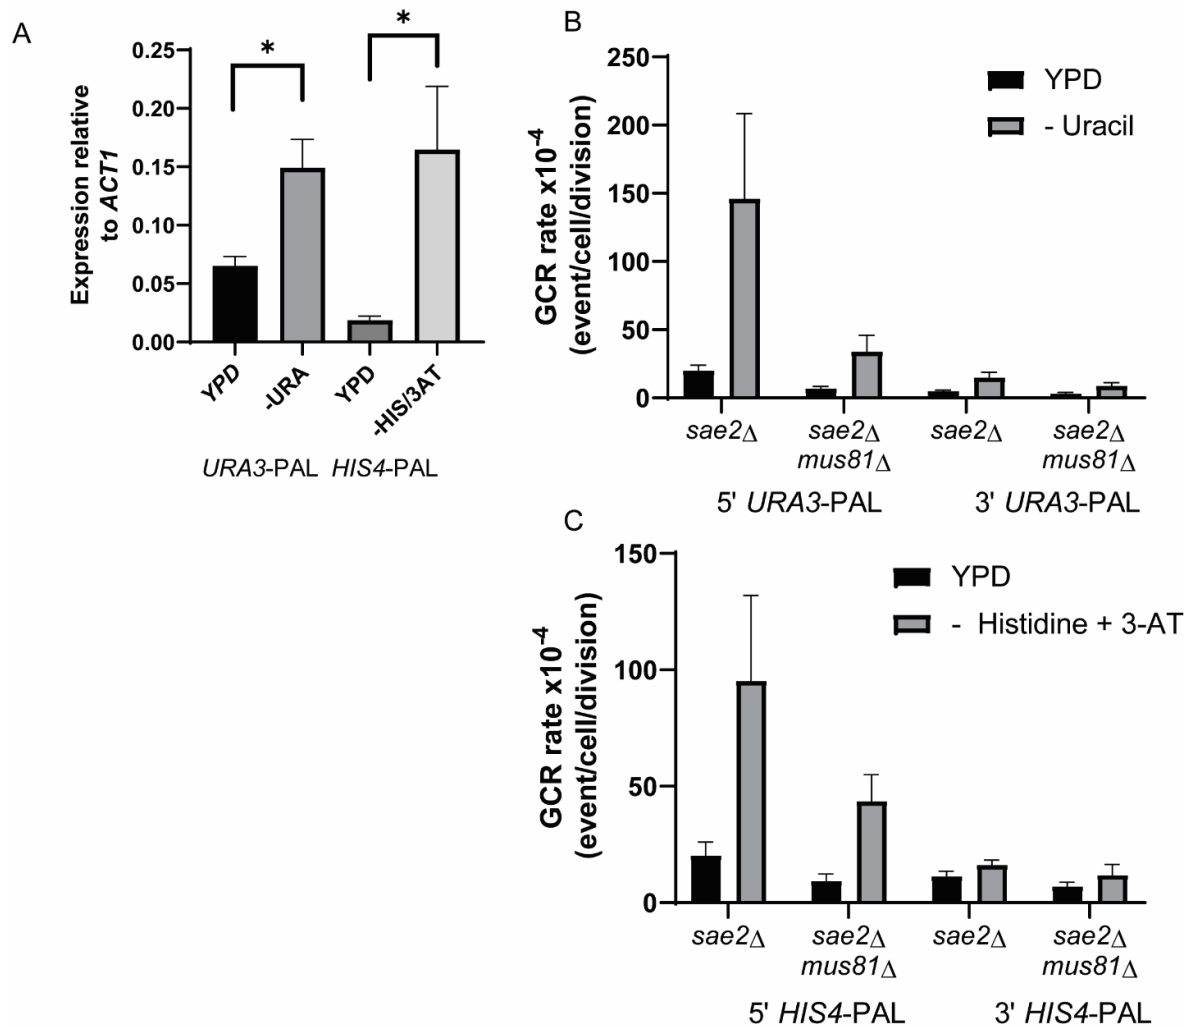 A
Expression relative
to ACT1
0.25
0.20
0.15
0.10
0.05
0.00
*
*
YPD
-URA
YPD
-HIS/3AT
URA3-PAL HIS4-PAL
B
GCR rate x10-4
(event/cell/division)
250
200
150
100
50
0
YPD
- Uracil
sae2Δ
sae2Δ
mus81Δ
sae2Δ
sae2Δ
mus81Δ
5' URA3-PAL
3' URA3-PAL
C
GCR rate x10-4
(event/cell/division)
150
100
50
0
YPD
- Histidine + 3-AT
sae2Δ
sae2Δ
mus81Δ
sae2Δ
sae2Δ
mus81Δ
5' HIS4-PAL
3' HIS4-PAL